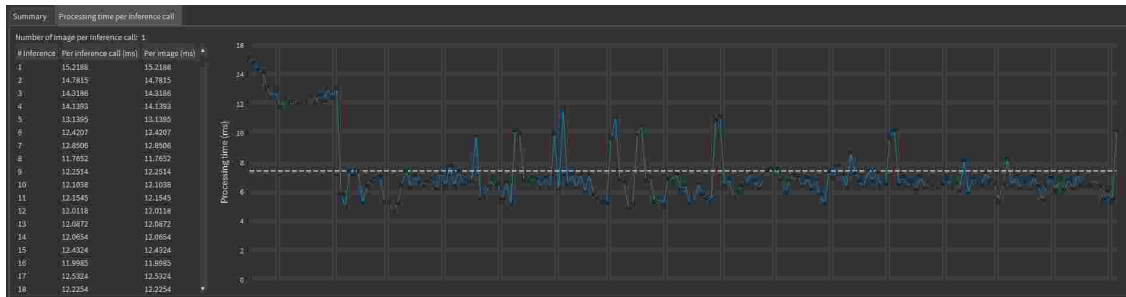 Summary Processing time per inference call
Number of image per inference call: 1
# Inference Per inference call (ms) Per image (ms)
1 15.2188 15.2188
2 14.7815 14.7815
3 14.3186 14.3186
4 14.1393 14.1393
5 13.1395 13.1395
6 12.4207 12.4207
7 12.8506 12.8506
8 11.7652 11.7652
9 12.2514 12.2514
10 12.1038 12.1038
11 12.1545 12.1545
12 12.0118 12.0118
13 12.0872 12.0872
14 12.0654 12.0654
15 12.4324 12.4324
16 11.9985 11.9985
17 12.5324 12.5324
18 12.2254 12.2254
Processing time (ms)
18
14
12
10
8
6
4
2
0